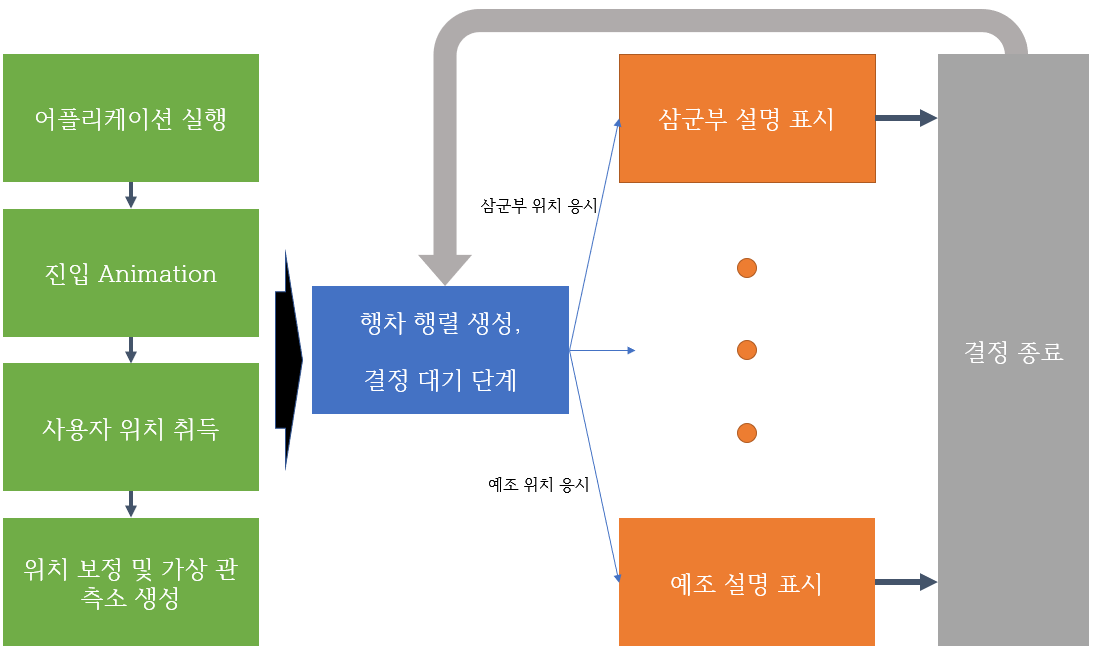 어플리케이션 실행
진입 Animation
사용자 위치 취득
위치 보정 및 가상 관
측소 생성
행차 행렬 생성,
결정 대기 단계
삼군부 위치 응시
예조 위치 응시
삼군부 설명 표시
예조 설명 표시
결정 종료